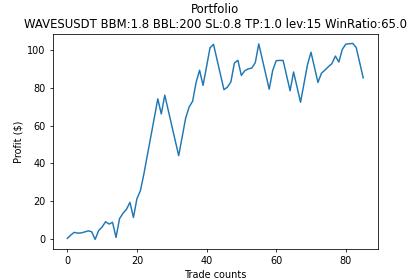 Portfolio
WAVESUSDT BBM:1.8 BBL:200 SL:0.8 TP:1.0 lev:15 WinRatio:65.0
100
80
60
40
20
0
Profit ($)
0 20 40 60 80
Trade counts